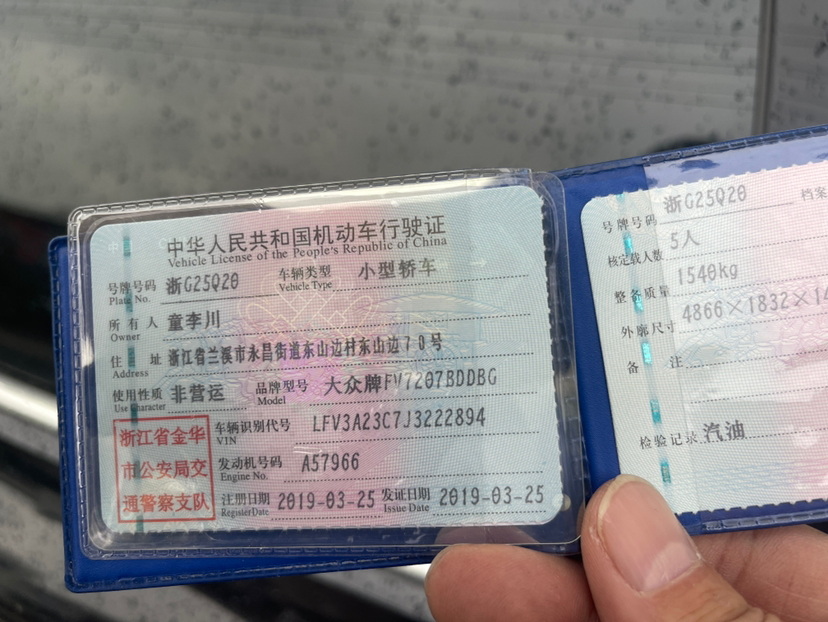 中华人民共和国机动车行驶证
Vehicle License of the People's Republic of China
号牌号码 浙G25Q20 车辆类型 小型轿车
Plate No. Vehicle Type
所有人 童李川
Owner
住址 浙江省兰溪市永昌街道东山边村东山边70号
Address
使用性质 非营运 品牌型号 大众牌FV7207BDDBG
Use Character Model
浙江省金华
市公安局交
通警察支队
车辆识别代号 LFV3A23C7J3222894
VIN
发动机号码 A57966
Engine No.
注册日期 2019-03-25 发证日期 2019-03-25
Register Date Issue Date
号牌号码 浙G25Q20 档案
核定载人数 5人
整备质量 1540kg
外廓尺寸 4866×1832×14
备注
检验记录 汽油